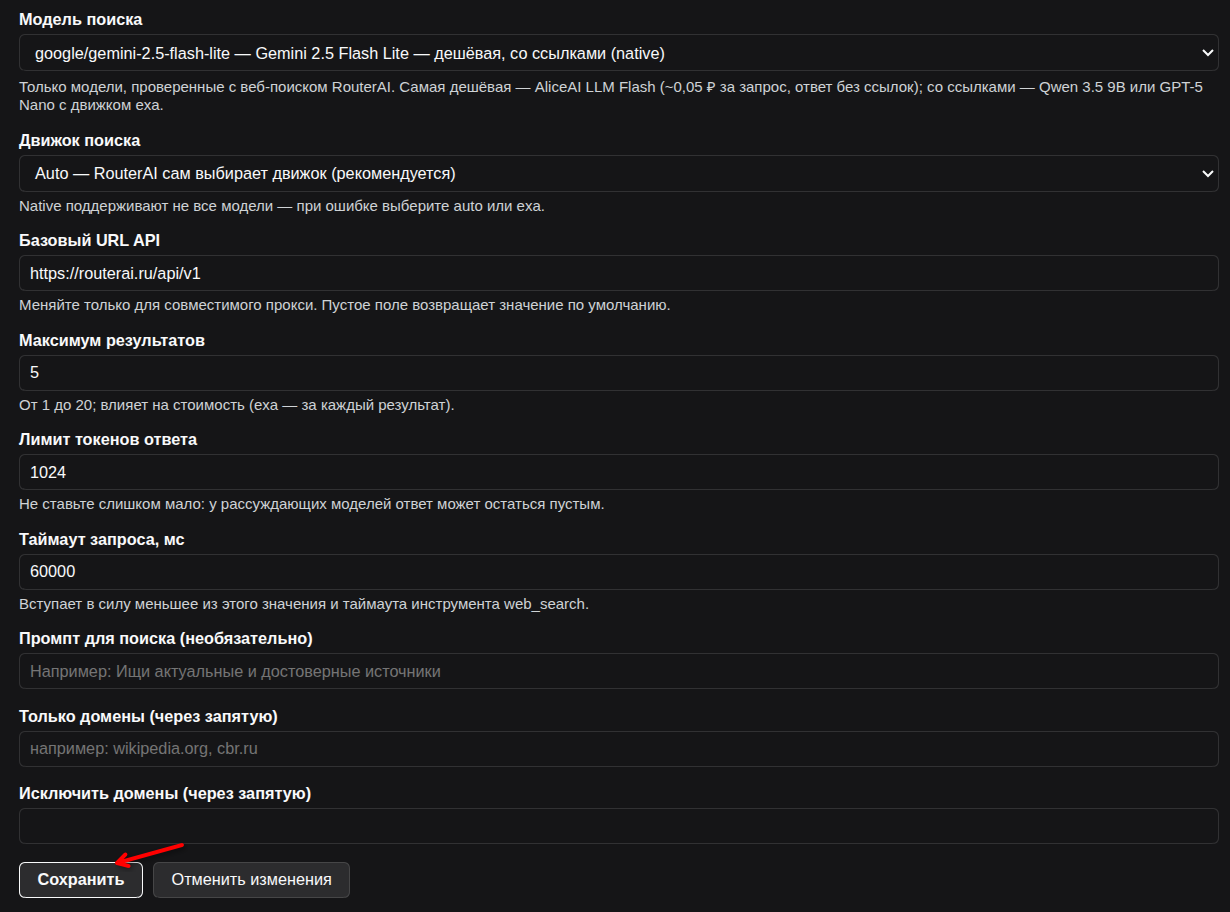 Модель поиска
google/gemini-2.5-flash-lite — Gemini 2.5 Flash Lite — дешёвая, со ссылками (native)
Только модели, проверенные с веб-поиском RouterAI. Самая дешёвая — AliceAI LLM Flash (~0,05 ₽ за запрос, ответ без ссылок); со ссылками — Qwen 3.5 9B или GPT-5
Nano с движком exa.
Движок поиска
Auto — RouterAI сам выбирает движок (рекомендуется)
Native поддерживают не все модели — при ошибке выберите auto или exa.
Базовый URL API
https://routerai.ru/api/v1
Меняйте только для совместимого прокси. Пустое поле возвращает значение по умолчанию.
Максимум результатов
5
От 1 до 20; влияет на стоимость (exa — за каждый результат).
Лимит токенов ответа
1024
Не ставьте слишком мало: у рассуждающих моделей ответ может остаться пустым.
Таймаут запроса, мс
60000
Вступает в силу меньшее из этого значения и таймаута инструмента web_search.
Промпт для поиска (необязательно)
Например: Ищи актуальные и достоверные источники
Только домены (через запятую)
например: wikipedia.org, cbr.ru
Исключить домены (через запятую)
Сохранить
Отменить изменения